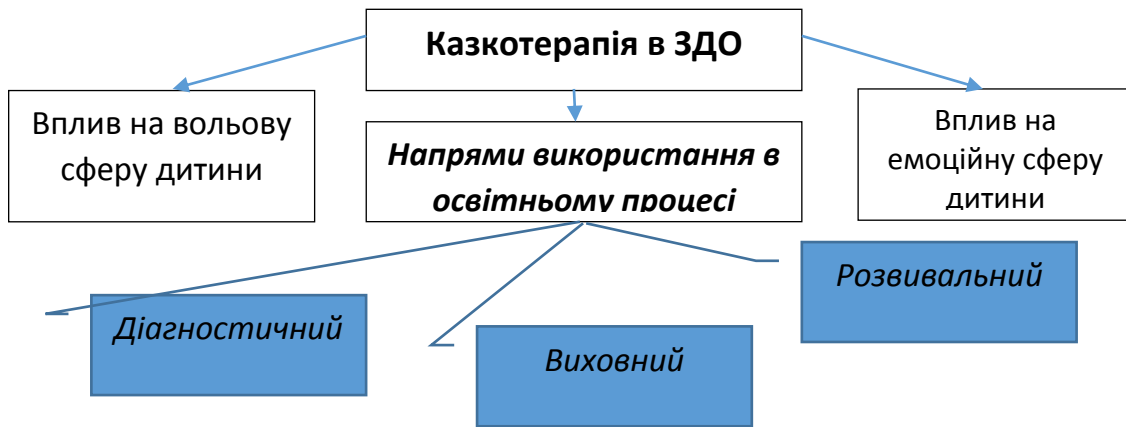 Казкотерапія в ЗДО
Вплив на вольову
сферу дитини
Напрями використання в
освітньому процесі
Вплив на
емоційну сферу
дитини
Розвивальний
Діагностичний
Виховний